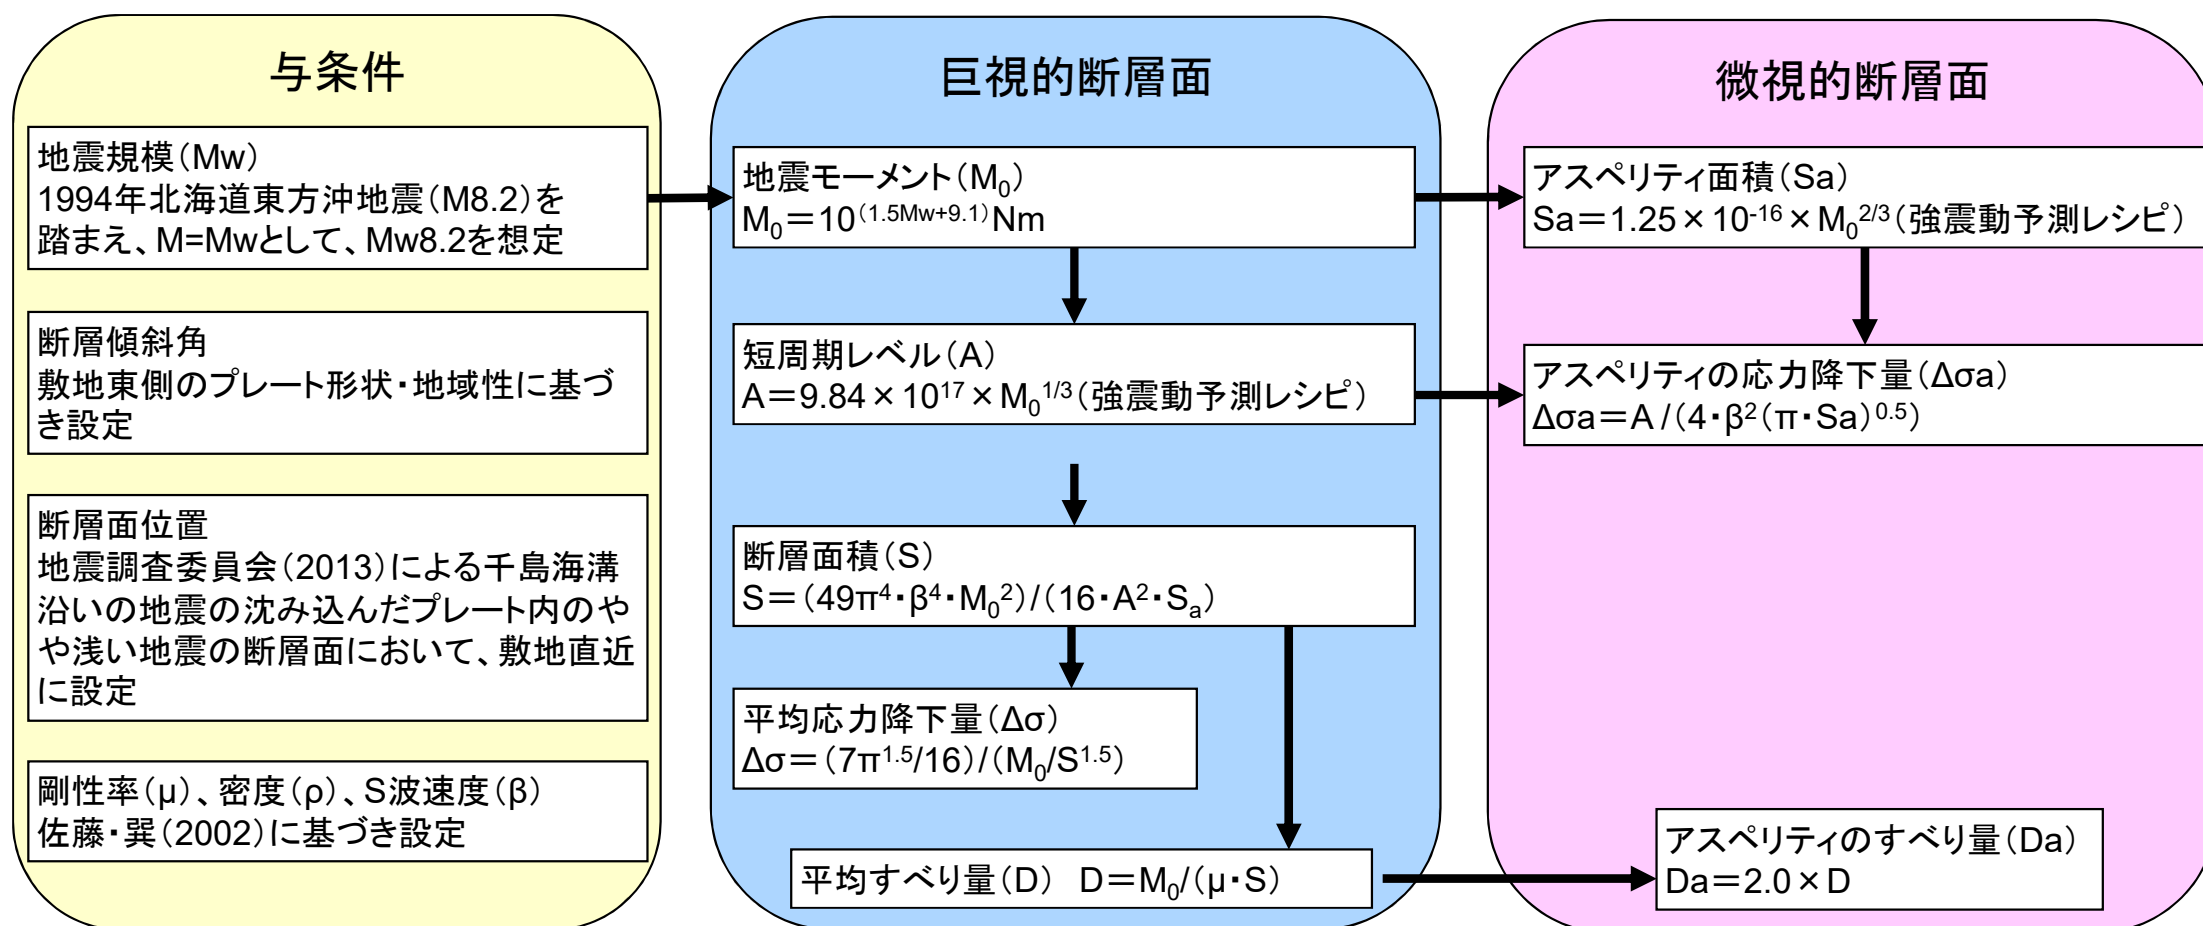 与条件
地震規模(Mw)
1994年北海道東方沖地震(M8.2)を
踏まえ、M=Mwとして、Mw8.2を想定
断層傾斜角
敷地東側のプレート形状・地域性に基づ
き設定
断層面位置
地震調査委員会(2013)による千島海溝
沿いの地震の沈み込んだプレート内のや
や浅い地震の断層面において、敷地直近
に設定
剛性率(μ)、密度(ρ)、S波速度(β)
佐藤・巽(2002)に基づき設定
巨視的断層面
地震モーメント(M₀)
M₀=10⁽¹·⁵ᴹʷ⁺⁹·¹⁾Nm
短周期レベル(A)
A=9.84×10¹⁷×M₀^1/3(強震動予測レシピ)
断層面積(S)
S=(49π⁴・β⁴・M₀²)/(16・A²・Sₐ)
平均応力降下量(Δσ)
Δσ=(7π^1.5/16)/(M₀/S^1.5)
平均すべり量(D) D=M₀/(μ・S)
微視的断層面
アスペリティ面積(Sa)
Sa=1.25×10⁻¹⁶×M₀^2/3(強震動予測レシピ)
アスペリティの応力降下量(Δσa)
Δσa=A/(4・β²(π・Sa)^0.5)
アスペリティのすべり量(Da)
Da=2.0×D